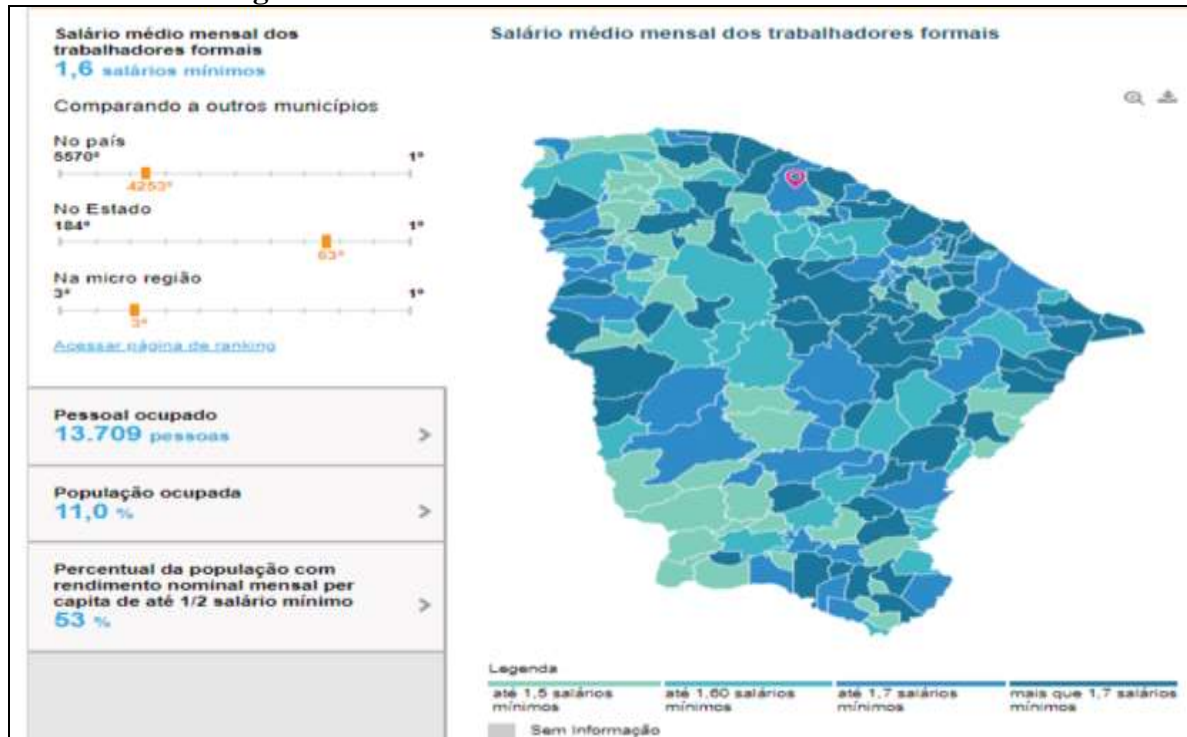 Salário médio mensal dos
trabalhadores formais
1,6 salários mínimos
Comparando a outros municípios
No país
5570º
1º
4253º
No Estado
184º
1º
63º
Na micro região
3º
1º
3º
Acessar página de ranking
Pessoal ocupado
13.709 pessoas
>
População ocupada
11,0 %
>
Percentual da população com
rendimento nominal mensal per
capita de até 1/2 salário mínimo
53 %
>
Salário médio mensal dos trabalhadores formais
Legenda
até 1,5 salários
mínimos
até 1,60 salários
mínimos
até 1,7 salários
mínimos
mais que 1,7 salários
mínimos
Sem Informação